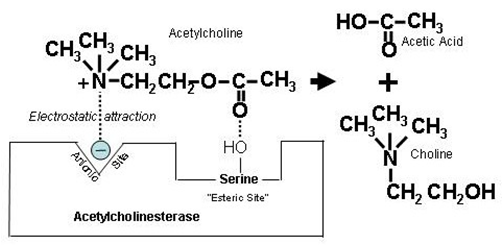 Acetylcholine
CH3 CH3 CH3
+N—CH2CH2—O—C—CH3
O
Electrostatic attraction
−
Anionic Site
HO
Serine
"Esteric Site"
Acetylcholinesterase
HO—C—CH3
O
Acetic Acid
+
CH3 CH3 CH3
N
Choline
CH2 CH2OH